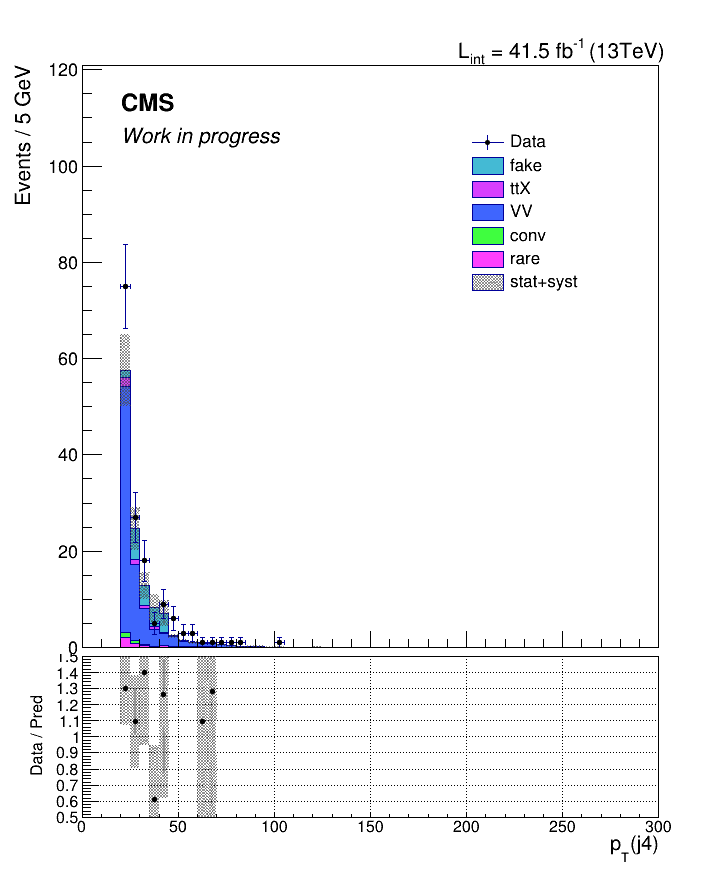 L_int = 41.5 fb^-1 (13TeV)
Events / 5 GeV
120
100
80
60
40
20
0
CMS
Work in progress
Data
fake
ttX
VV
conv
rare
stat+syst
Data / Pred
1.5
1.4
1.3
1.2
1.1
1
0.9
0.8
0.7
0.6
0.5
0 50 100 150 200 250 300
p_T(j4)